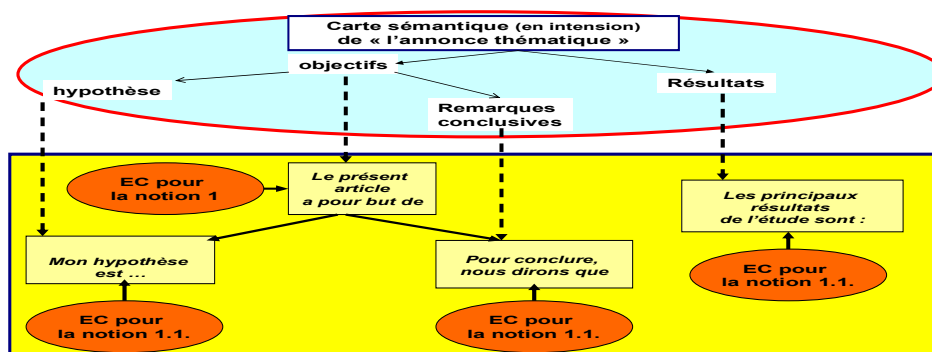 Carte sémantique (en intension)
de « l'annonce thématique »
objectifs
hypothèse
Résultats
Remarques
conclusives
EC pour
la notion 1
Le présent
article
a pour but de
Les principaux
résultats
de l'étude sont :
Mon hypothèse
est ...
Pour conclure,
nous dirons que
EC pour
la notion 1.1.
EC pour
la notion 1.1.
EC pour
la notion 1.1.